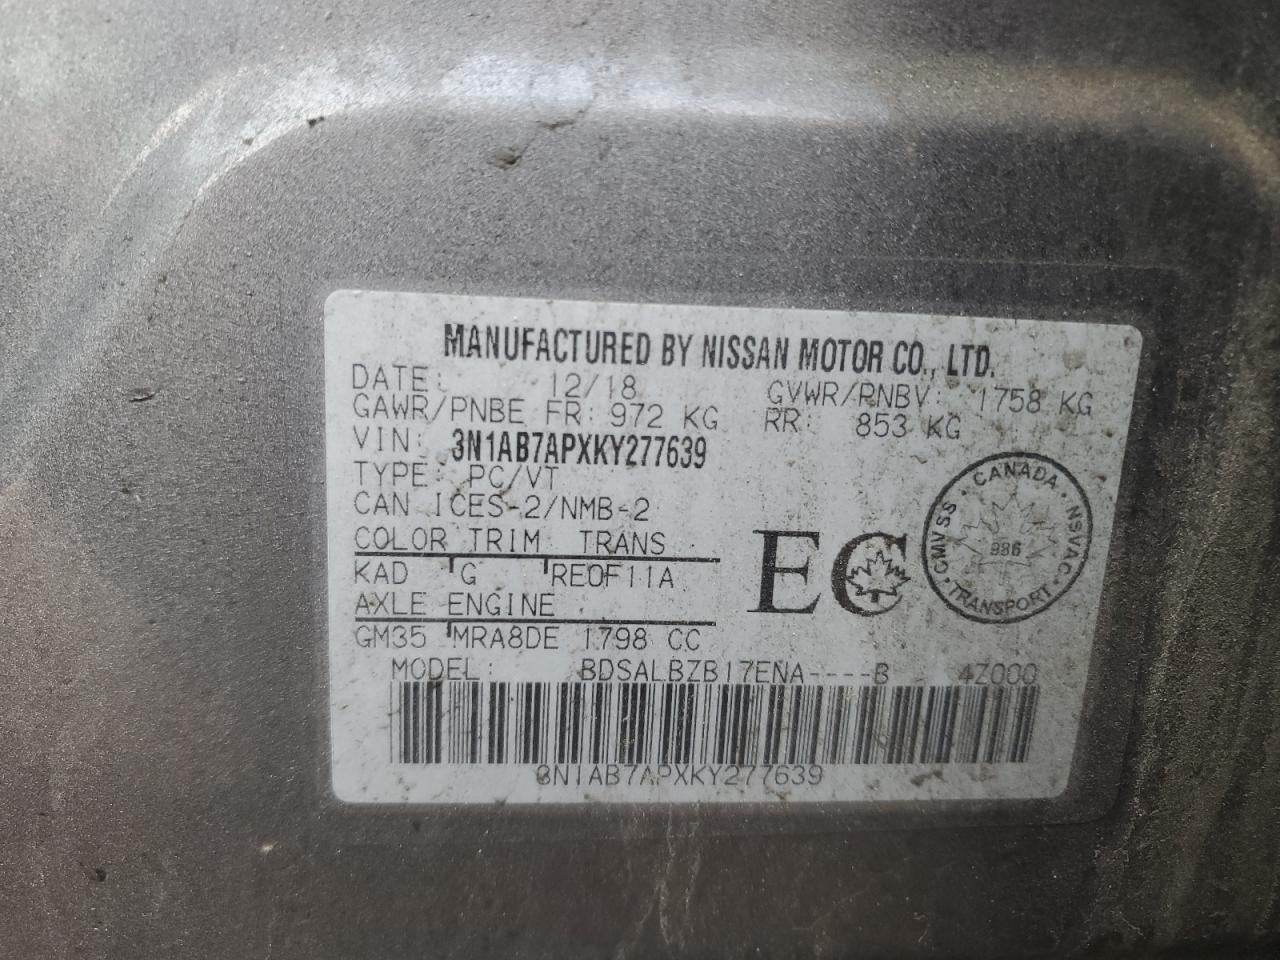 MANUFACTURED BY NISSAN MOTOR CO., LTD.
DATE: 12/18 GVWR/PNBV: 1758 KG
GAWR/PNBE FR: 972 KG RR: 853 KG
VIN: 3N1AB7APXKY277639
TYPE: PC/VT
CAN ICES-2/NMB-2
COLOR TRIM TRANS
KAD G RE0F11A
AXLE ENGINE
GM35 MRA8DE 1798 CC
EC
CANADA · NSVAC · TRANSPORT · CMVSS ·
986
MODEL: BDSALBZB17ENA----B 4Z000
3N1AB7APXKY277639